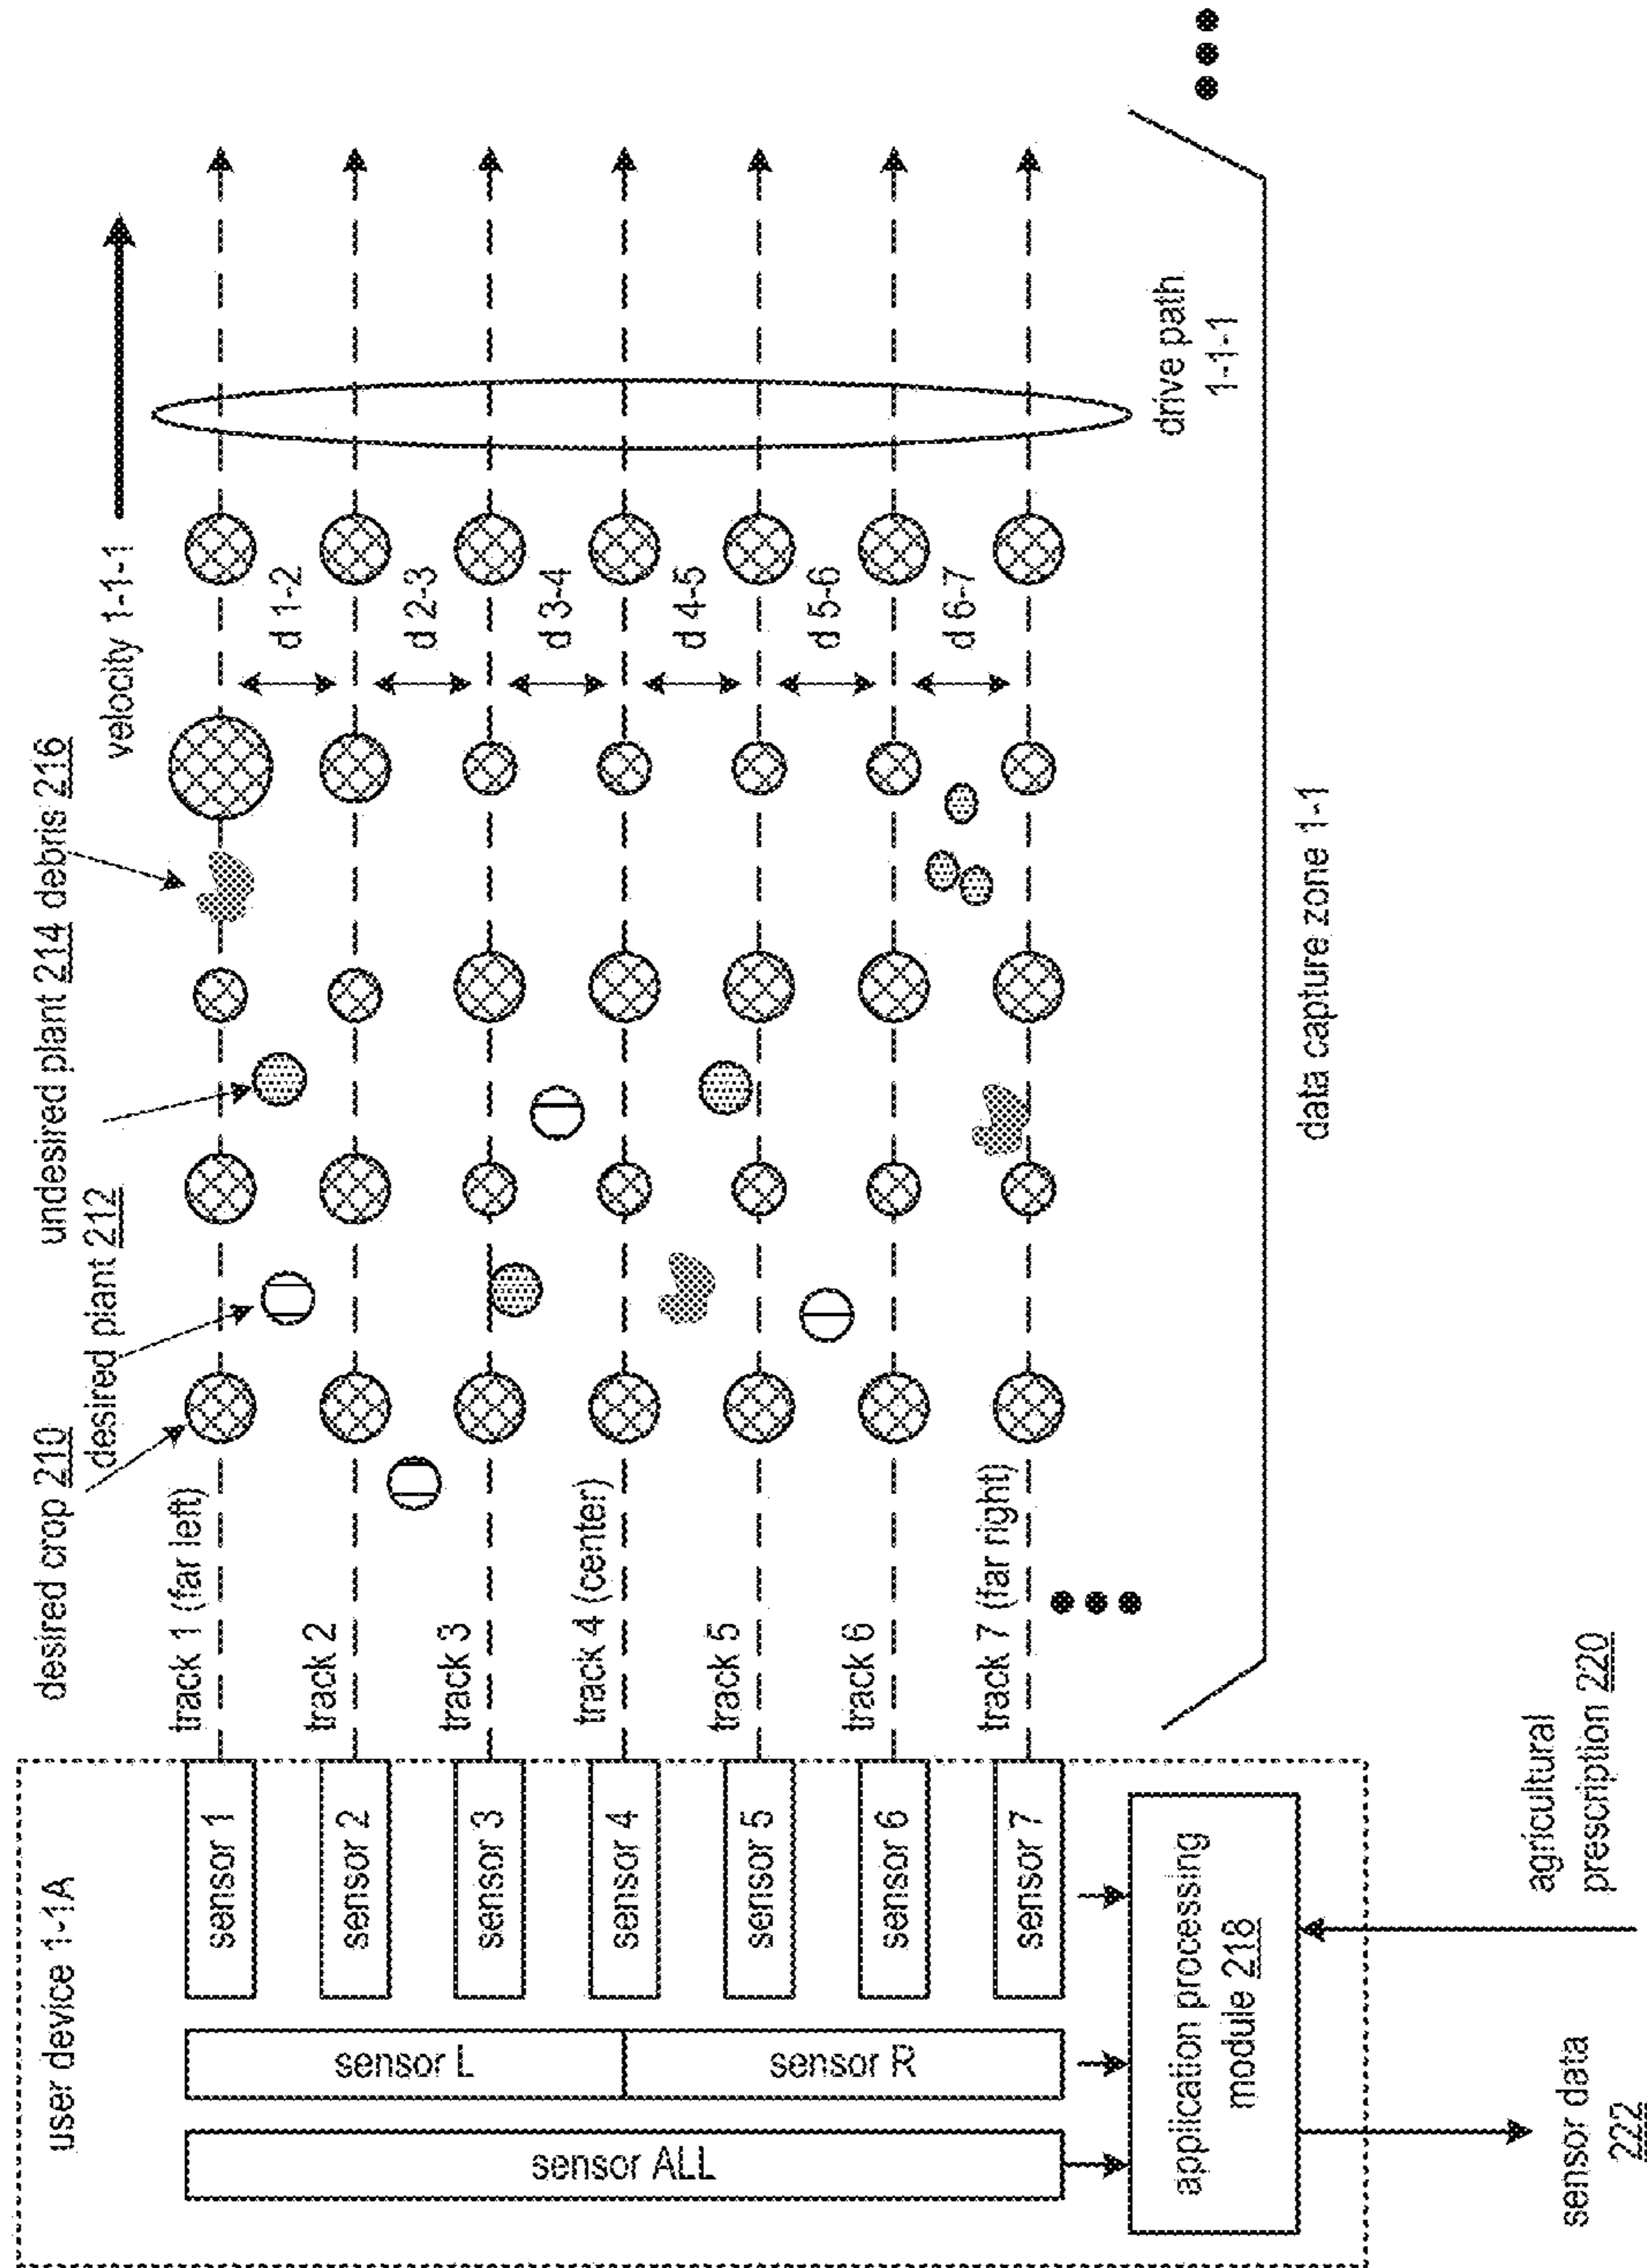 user device 1-1A
sensor ALL
sensor L
sensor R
sensor 1
sensor 2
sensor 3
sensor 4
sensor 5
sensor 6
sensor 7
application processing
module 218
sensor data
222
agricultural
prescription 220
track 1 (far left)
track 2
track 3
track 4 (center)
track 5
track 6
track 7 (far right)
desired crop 210
desired plant 212
undesired plant 214
debris 216
velocity 1-1-1
d 1-2
d 2-3
d 3-4
d 4-5
d 5-6
d 6-7
drive path
1-1-1
data capture zone 1-1